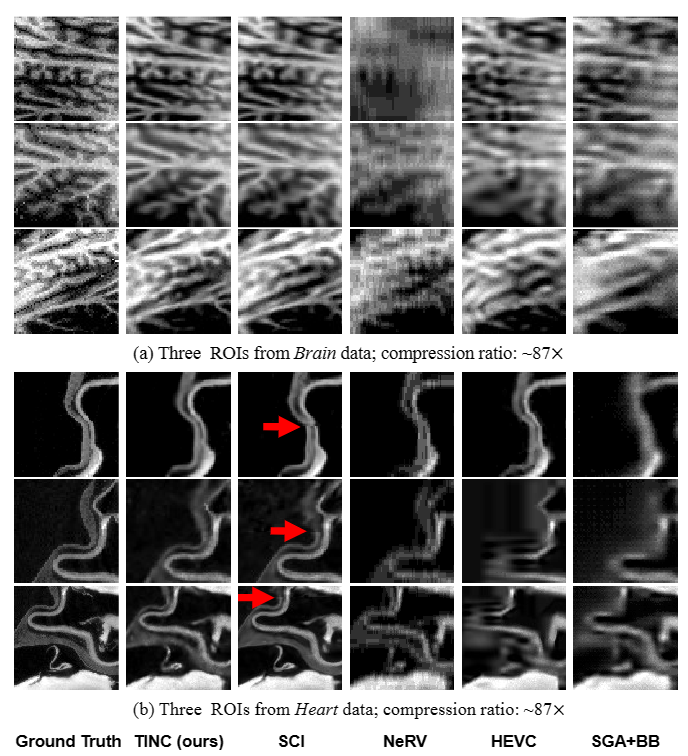 (a) Three ROIs from Brain data; compression ratio: ~87×
(b) Three ROIs from Heart data; compression ratio: ~87×
Ground Truth TINC (ours) SCI NeRV HEVC SGA+BB